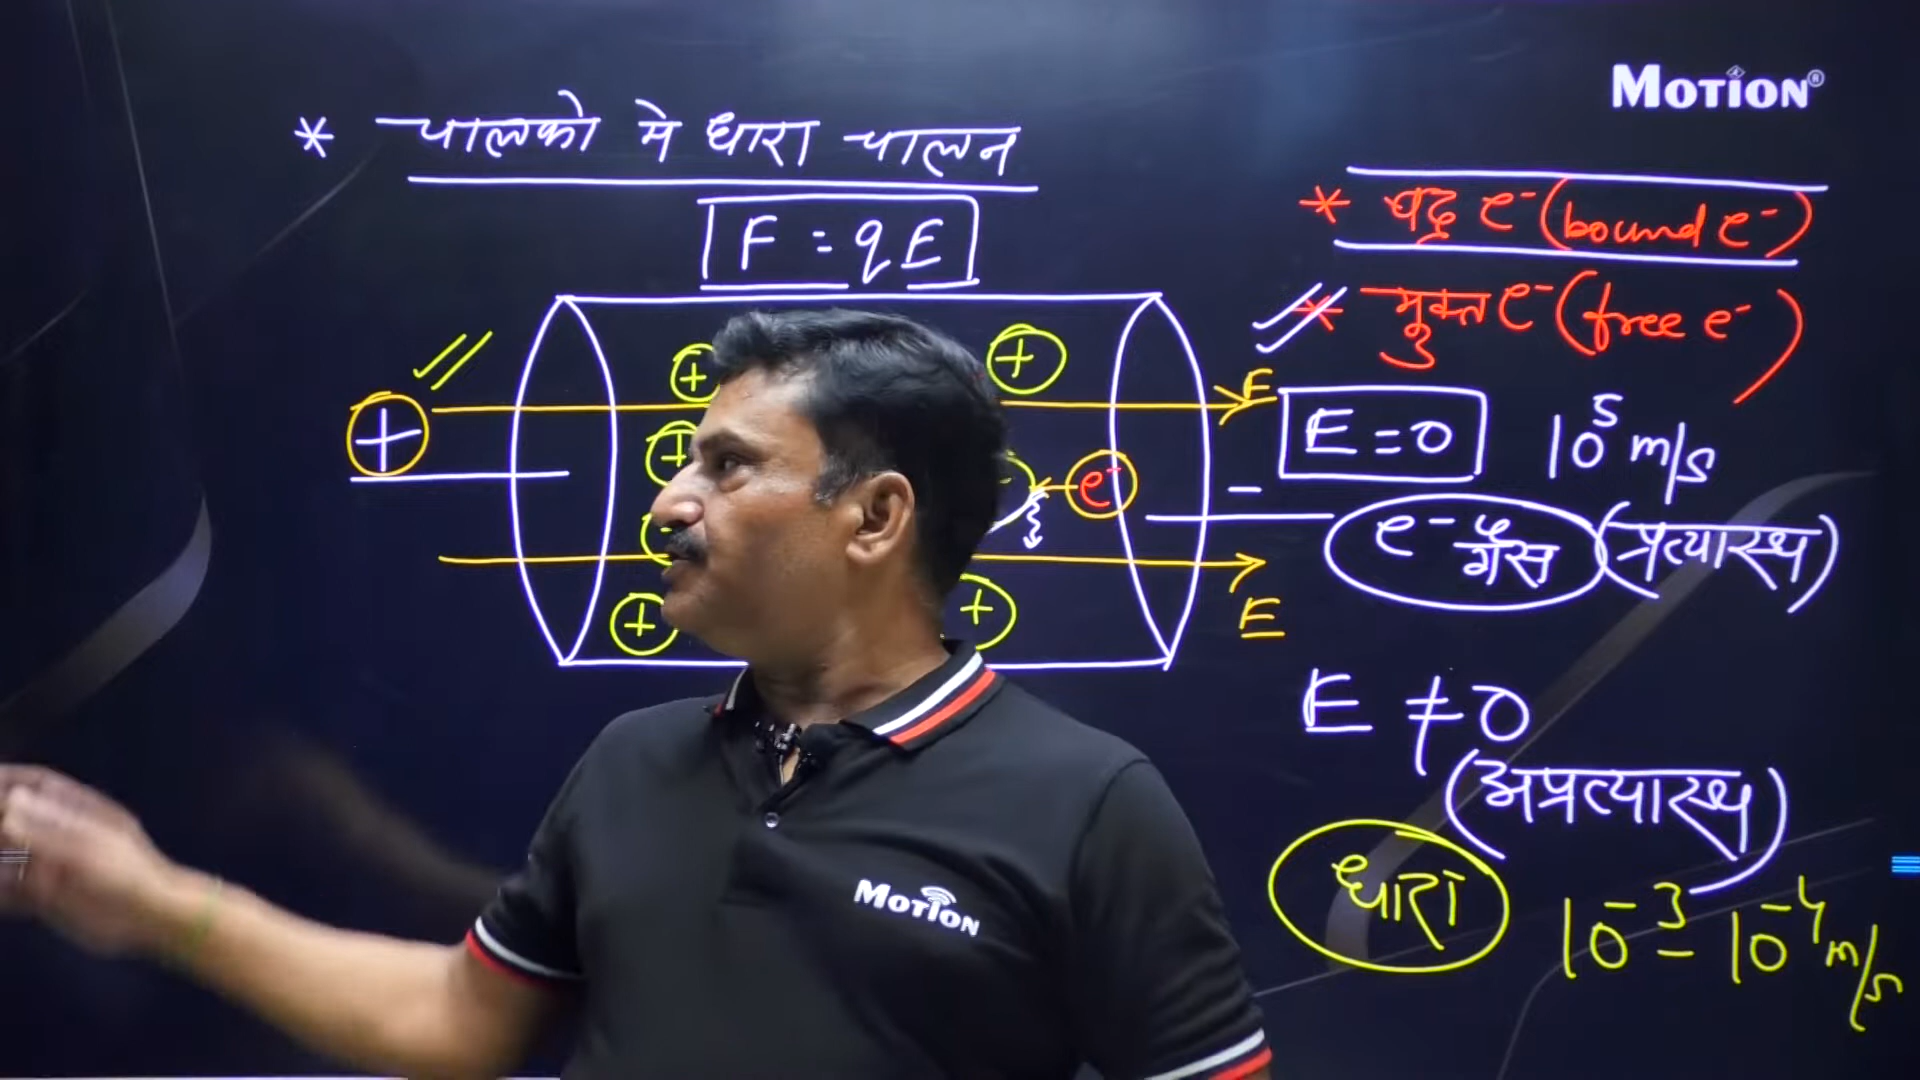 MOTION®
* चालको मे धारा चालन
F = qE
* बद्ध e⁻ (bound e⁻)
* मुक्त e⁻ (free e⁻)
+ + + E
E = 0 10⁵ m/s
+ e⁻ –
e⁻ गैस (प्रत्यास्थ)
+ + E
E ≠ 0
(अप्रत्यास्थ)
धारा 10⁻³ – 10⁻⁴ m/s
MOTION